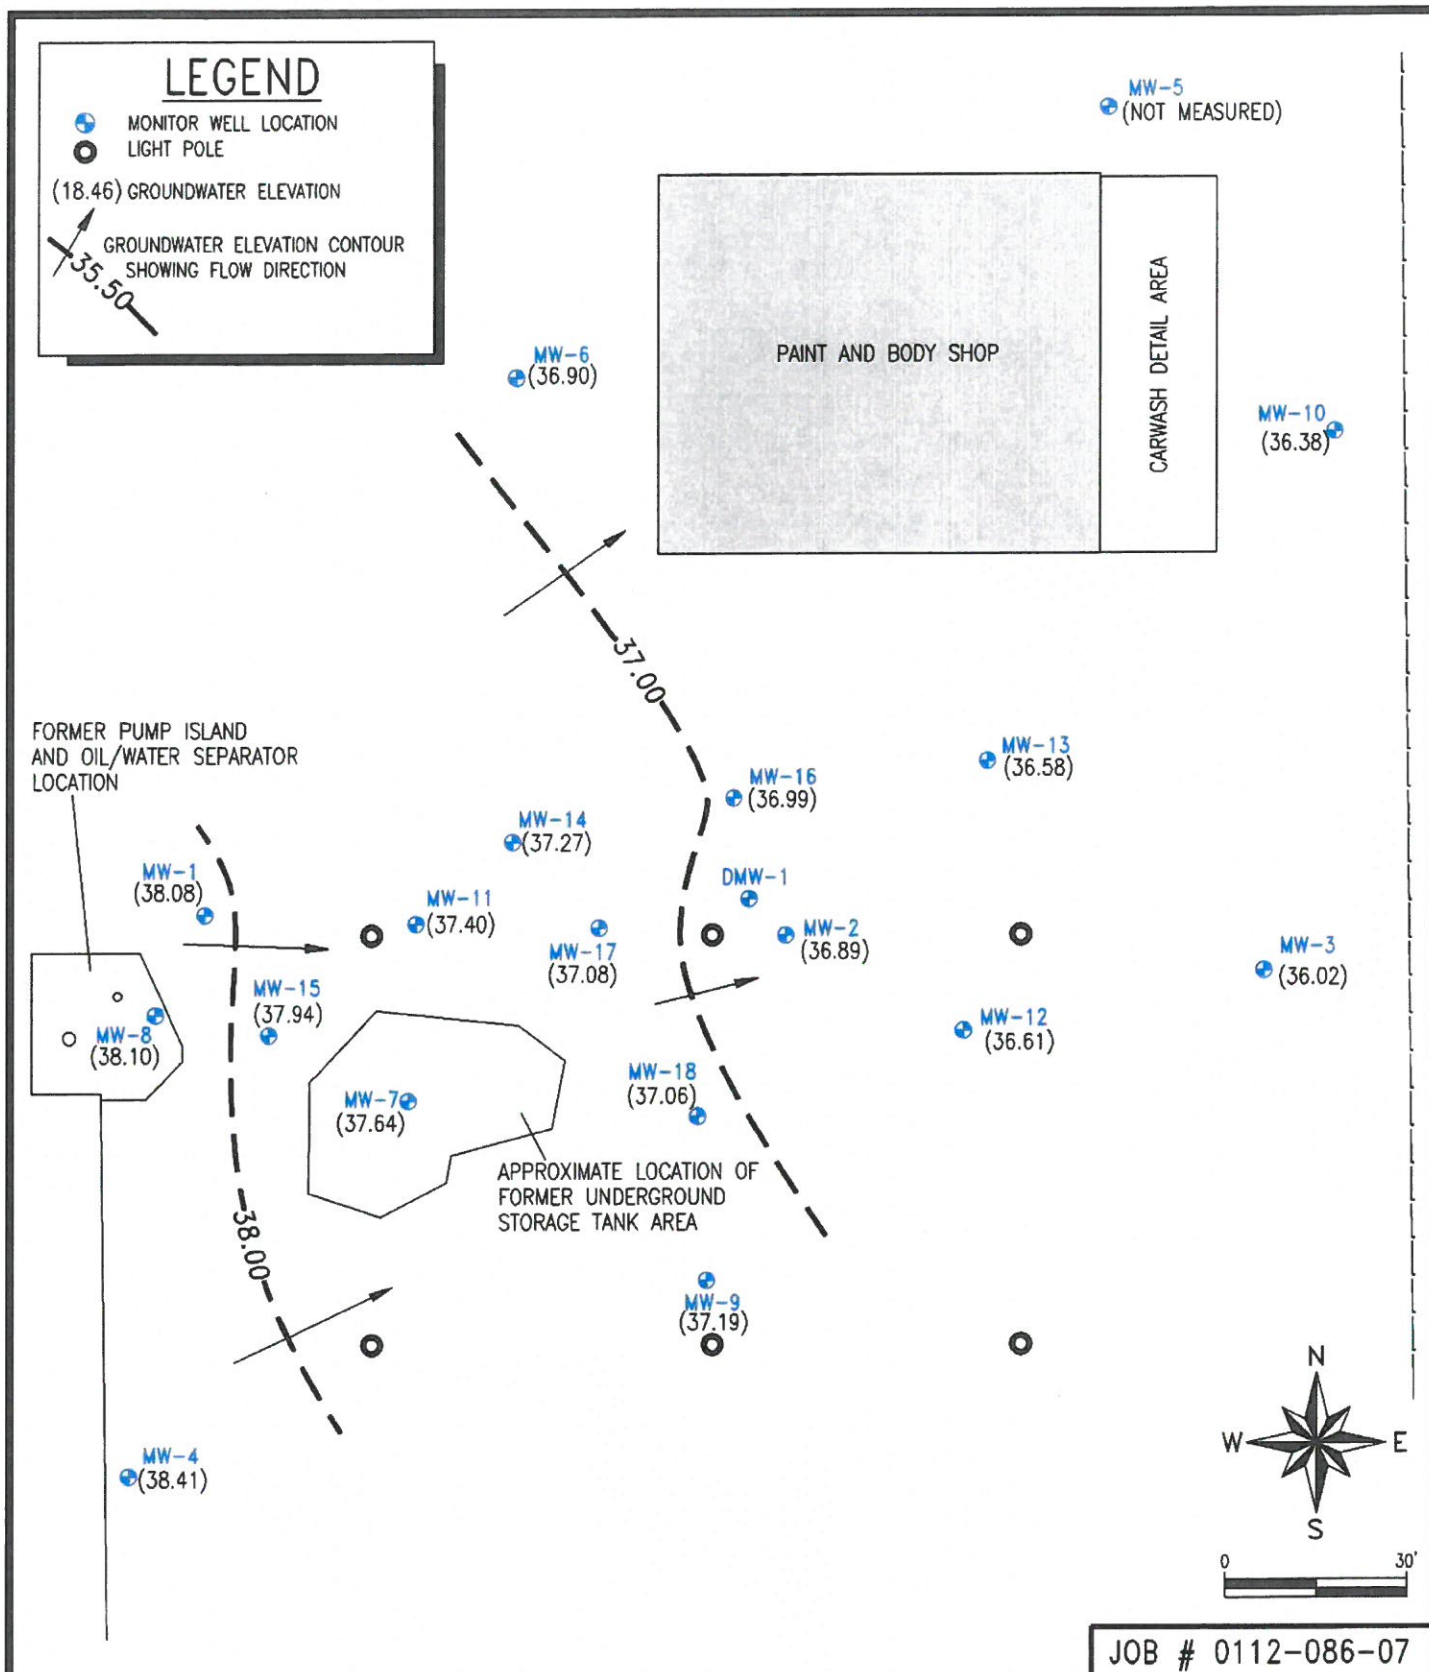 LEGEND
MONITOR WELL LOCATION
LIGHT POLE
(18.46) GROUNDWATER ELEVATION
GROUNDWATER ELEVATION CONTOUR
SHOWING FLOW DIRECTION
35.50
MW-5
(NOT MEASURED)
PAINT AND BODY SHOP
CARWASH DETAIL AREA
MW-6
(36.90)
MW-10
(36.38)
37.00
FORMER PUMP ISLAND
AND OIL/WATER SEPARATOR
LOCATION
MW-13
(36.58)
MW-16
(36.99)
MW-14
(37.27)
MW-1
(38.08)
DMW-1
MW-11
(37.40)
MW-2
(36.89)
MW-17
(37.08)
MW-3
(36.02)
MW-15
(37.94)
MW-8
(38.10)
MW-12
(36.61)
MW-18
(37.06)
MW-7
(37.64)
APPROXIMATE LOCATION OF
FORMER UNDERGROUND
STORAGE TANK AREA
38.00
MW-9
(37.19)
MW-4
(38.41)
N
W E
S
0 30'
JOB # 0112-086-07